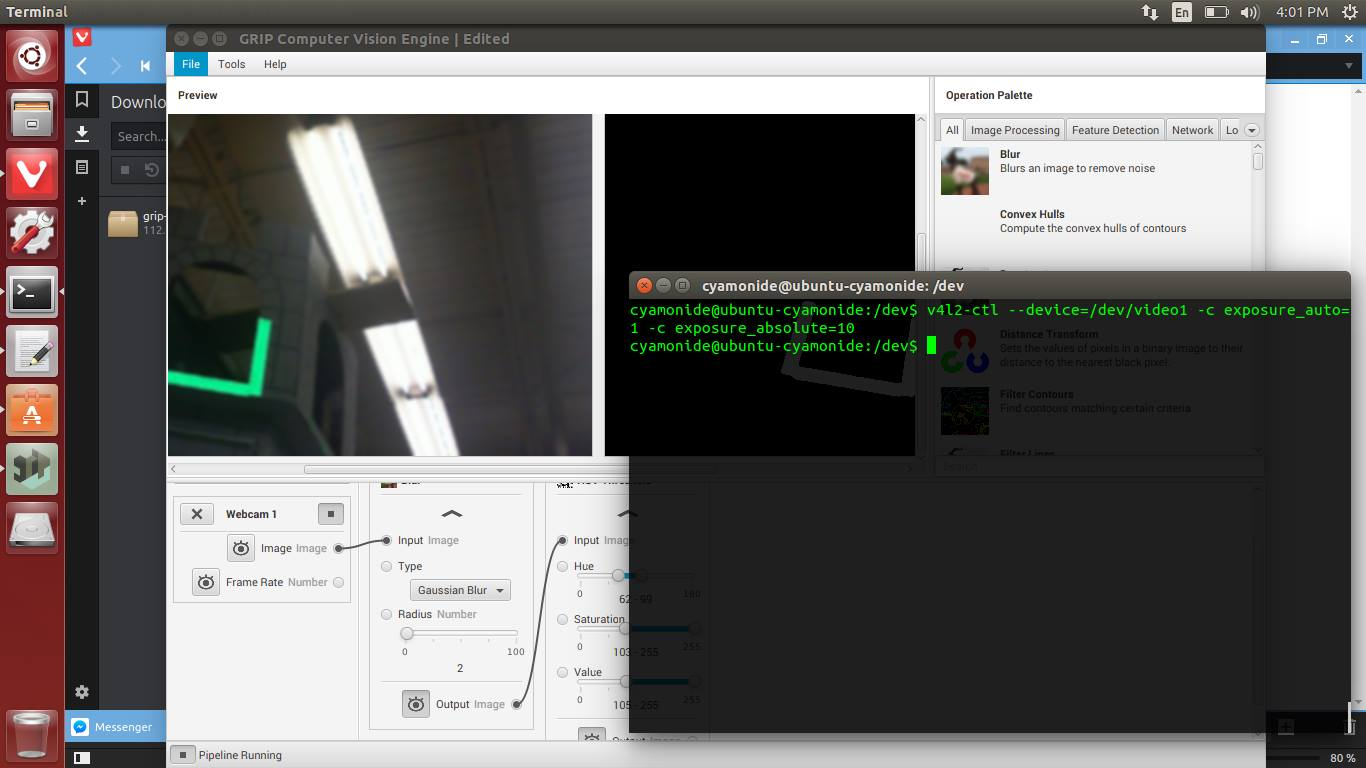 Terminal
En
4:01 PM
GRIP Computer Vision Engine | Edited
File
Tools
Help
Downlo
Search...
grip-
112.
Preview
Operation Palette
All
Image Processing
Feature Detection
Network
Lo
Blur
Blurs an image to remove noise
Convex Hulls
Compute the convex hulls of contours
cyamonide@ubuntu-cyamonide: /dev
cyamonide@ubuntu-cyamonide:/dev$ v4l2-ctl --device=/dev/video1 -c exposure_auto=
1 -c exposure_absolute=10
cyamonide@ubuntu-cyamonide:/dev$
Distance Transform
Sets the values of pixels in a binary image to their
distance to the nearest black pixel.
Filter Contours
Find contours matching certain criteria
Filter Lines
Search
Webcam 1
Image Image
Frame Rate Number
Input Image
Type
Gaussian Blur
Radius Number
0
100
2
Output Image
Input Image
Hue
0
180
62 - 99
Saturation
0
255
103 - 255
Value
0
255
105 - 255
Output Image
Messenger
Pipeline Running
80 %